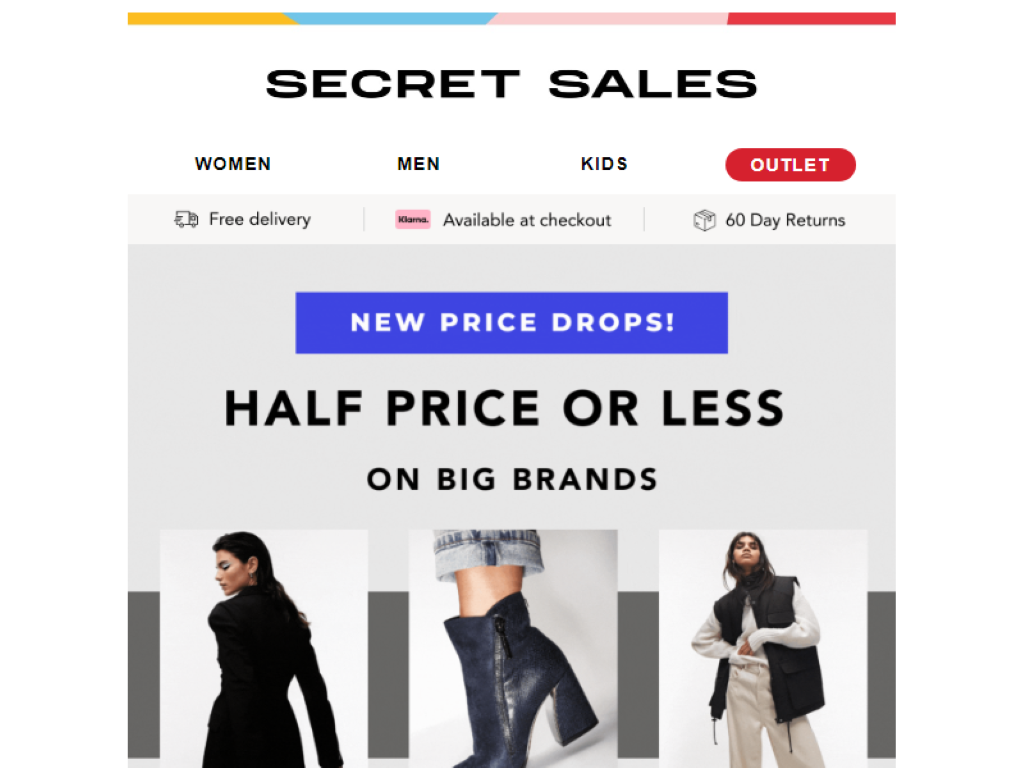 SECRET SALES
WOMEN MEN KIDS OUTLET
Free delivery Klarna. Available at checkout 60 Day Returns
NEW PRICE DROPS!
HALF PRICE OR LESS
ON BIG BRANDS